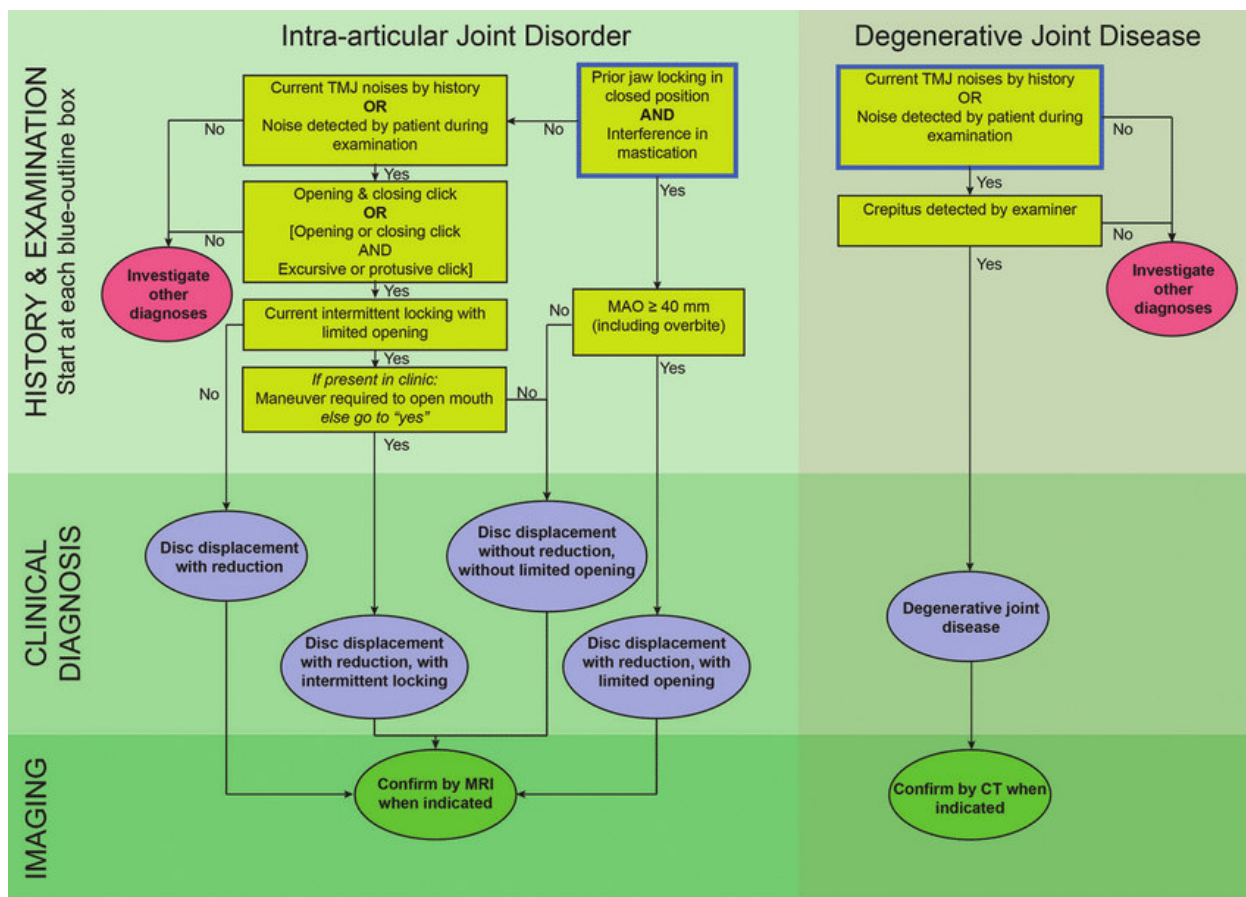 Intra-articular Joint Disorder
Degenerative Joint Disease
HISTORY & EXAMINATION
Start at each blue-outline box
Current TMJ noises by history
OR
Noise detected by patient during
examination
No
No
Prior jaw locking in
closed position
AND
Interference in
mastication
Yes
Yes
Opening & closing click
OR
[Opening or closing click
AND
Excursive or protusive click]
No
Investigate
other
diagnoses
Yes
Current intermittent locking with
limited opening
No
Yes
If present in clinic:
Maneuver required to open mouth
else go to “yes”
No
Yes
No
MAO ≥ 40 mm
(including overbite)
Yes
Current TMJ noises by history
OR
Noise detected by patient during
examination
No
Yes
Crepitus detected by examiner
No
Yes
Investigate
other
diagnoses
CLINICAL
DIAGNOSIS
Disc displacement
with reduction
Disc displacement
with reduction, with
intermittent locking
Disc displacement
without reduction,
without limited opening
Disc displacement
with reduction, with
limited opening
Degenerative joint
disease
IMAGING
Confirm by MRI
when indicated
Confirm by CT when
indicated